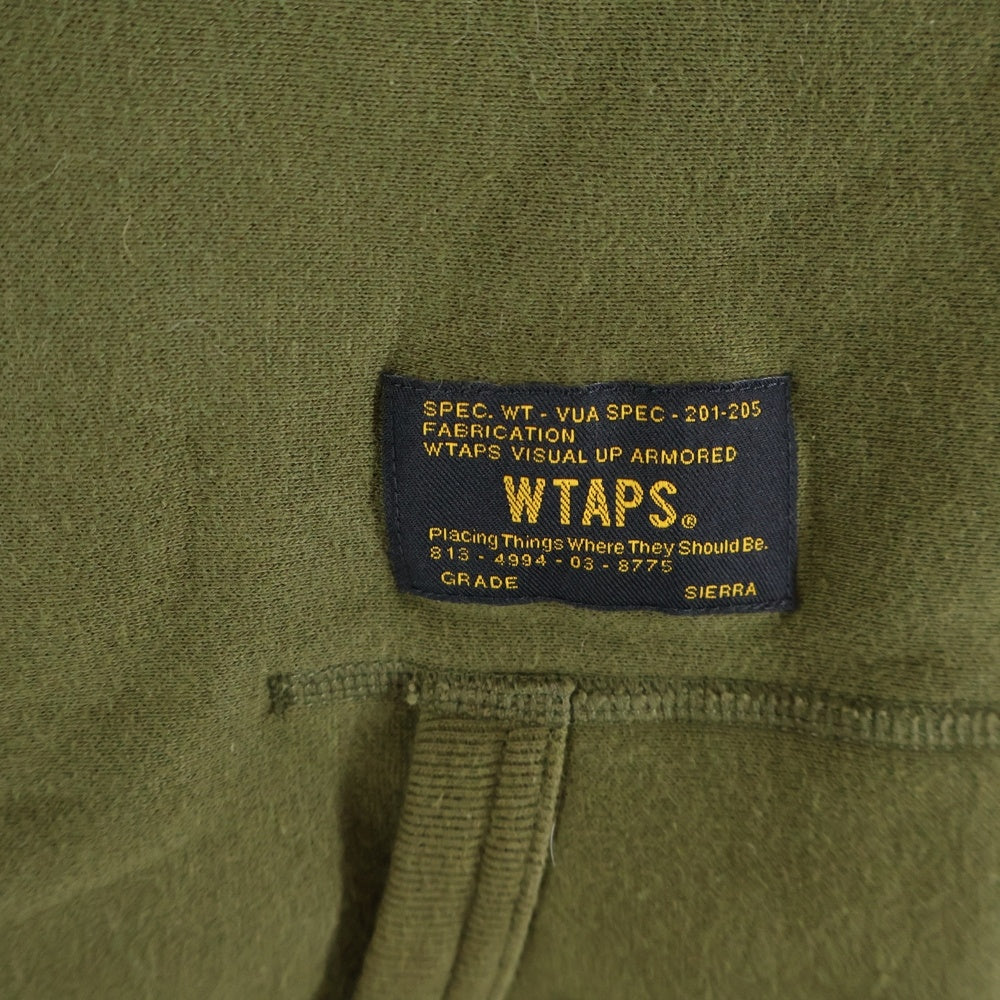 SPEC. WT - VUA SPEC - 201-205
FABRICATION
WTAPS VISUAL UP ARMORED
WTAPS®.
Placing Things Where They Should Be.
813 - 4994 - 03 - 8775
GRADE SIERRA